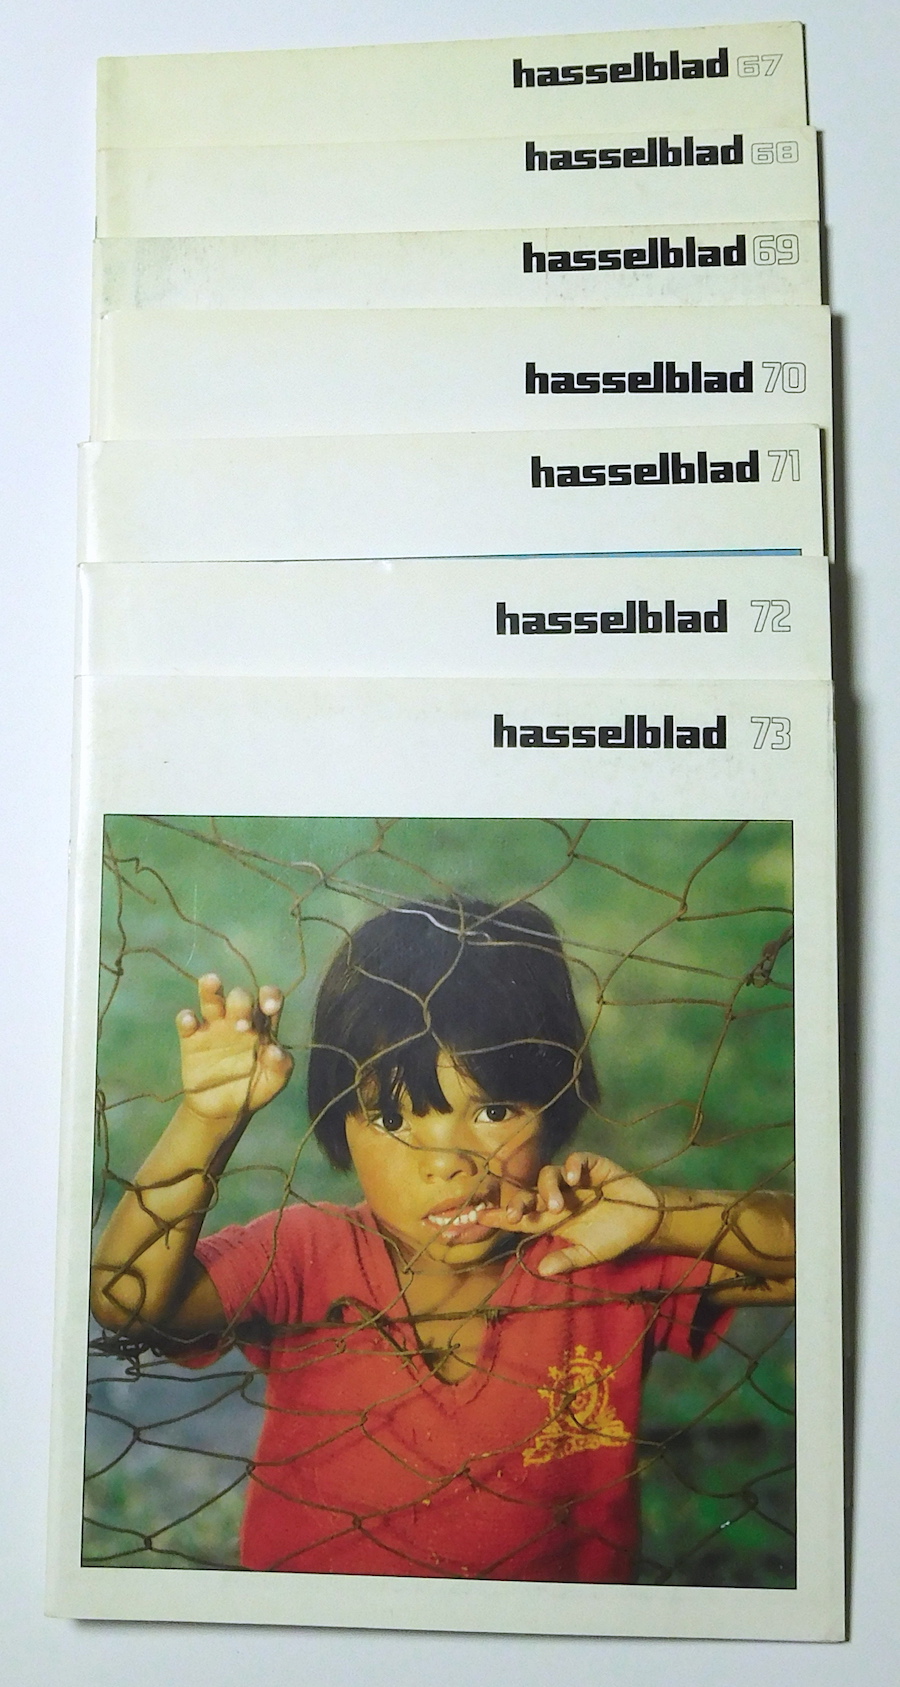 hasselblad 67
hasselblad 68
hasselblad 69
hasselblad 70
hasselblad 71
hasselblad 72
hasselblad 73